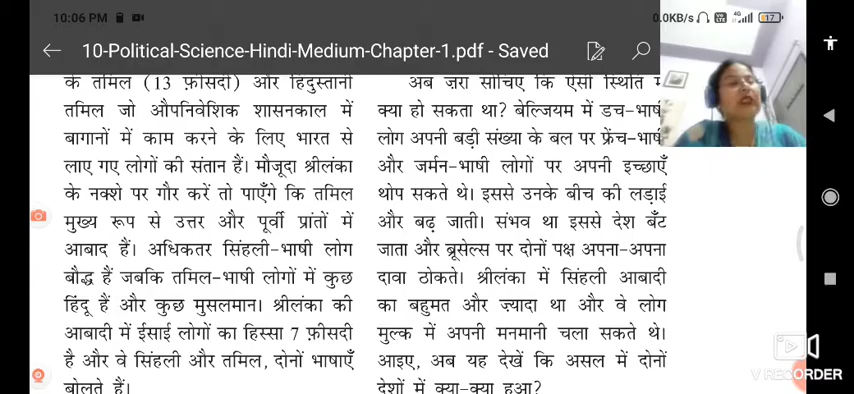 10:06 PM
0.0KB/s
4G
17
10-Political-Science-Hindi-Medium-Chapter-1.pdf - Saved
के तमिल (13 फ़ीसदी) और हिंदुस्तानी
तमिल जो औपनिवेशिक शासनकाल में
बागानों में काम करने के लिए भारत से
लाए गए लोगों की संतान हैं। मौजूदा श्रीलंका
के नक्शे पर गौर करें तो पाएँगे कि तमिल
मुख्य रूप से उत्तर और पूर्वी प्रांतों में
आबाद हैं। अधिकतर सिंहली-भाषी लोग
बौद्ध हैं जबकि तमिल-भाषी लोगों में कुछ
हिंदू हैं और कुछ मुसलमान। श्रीलंका की
आबादी में ईसाई लोगों का हिस्सा 7 फ़ीसदी
है और वे सिंहली और तमिल, दोनों भाषाएँ
बोलते हैं।
अब ज़रा सोचिए कि ऐसी स्थिति
क्या हो सकता था? बेल्जियम में डच-भाषी
लोग अपनी बड़ी संख्या के बल पर फ्रेंच-भाषी
और जर्मन-भाषी लोगों पर अपनी इच्छाएँ
थोप सकते थे। इससे उनके बीच की लड़ाई
और बढ़ जाती। संभव था इससे देश बँट
जाता और ब्रूसेल्स पर दोनों पक्ष अपना-अपना
दावा ठोकते। श्रीलंका में सिंहली आबादी
का बहुमत और ज़्यादा था और वे लोग
मुल्क में अपनी मनमानी चला सकते थे।
आइए, अब यह देखें कि असल में दोनों
देशों में क्या-क्या हुआ?
V RECORDER